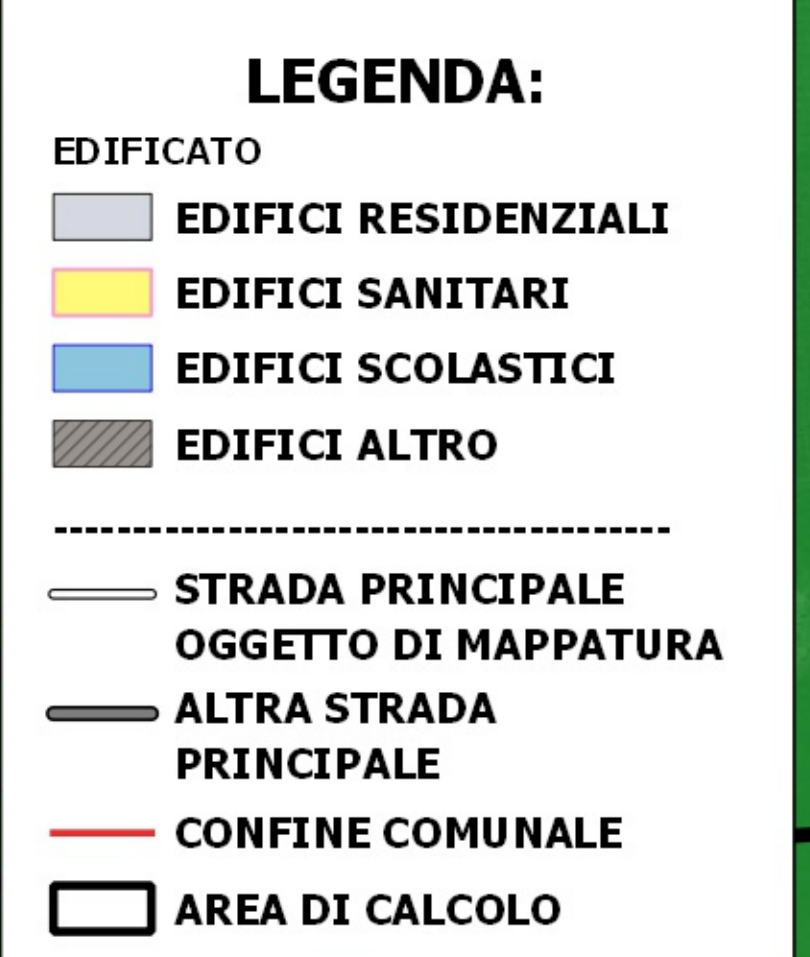 LEGENDA:
EDIFICATO
EDIFICI RESIDENZIALI
EDIFICI SANITARI
EDIFICI SCOLASTICI
EDIFICI ALTRO
---------------------------------------
STRADA PRINCIPALE
OGGETTO DI MAPPATURA
ALTRA STRADA
PRINCIPALE
CONFINE COMUNALE
AREA DI CALCOLO